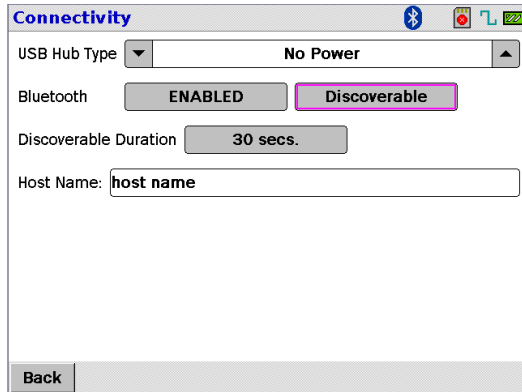 Connectivity
USB Hub Type No Power
Bluetooth ENABLED Discoverable
Discoverable Duration 30 secs.
Host Name: host name
Back